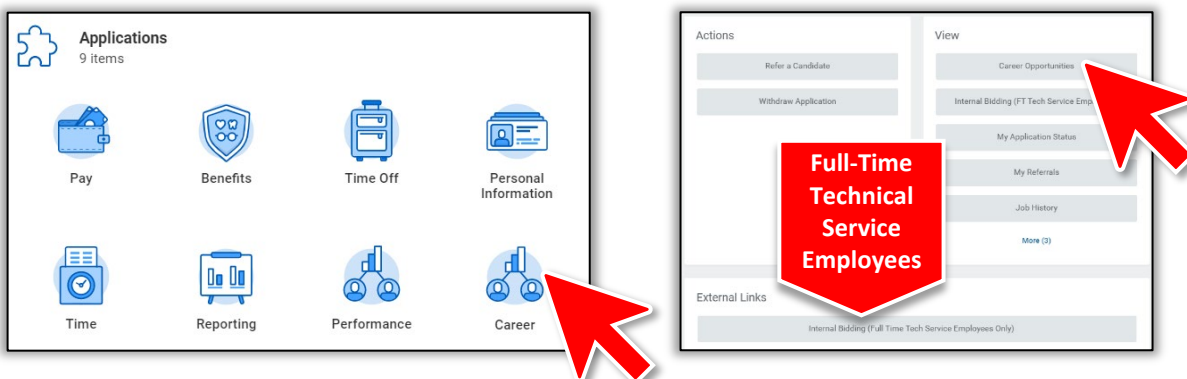 Applications
9 items
Pay
Benefits
Time Off
Personal
Information
Time
Reporting
Performance
Career
Actions
Refer a Candidate
Withdraw Application
View
Career Opportunities
Internal Bidding (FT Tech Service
My Application Status
My Referrals
Job History
More (3)
Full-Time
Technical
Service
Employees
External Links
Internal Bidding (Full Time Tech Service Employees Only)